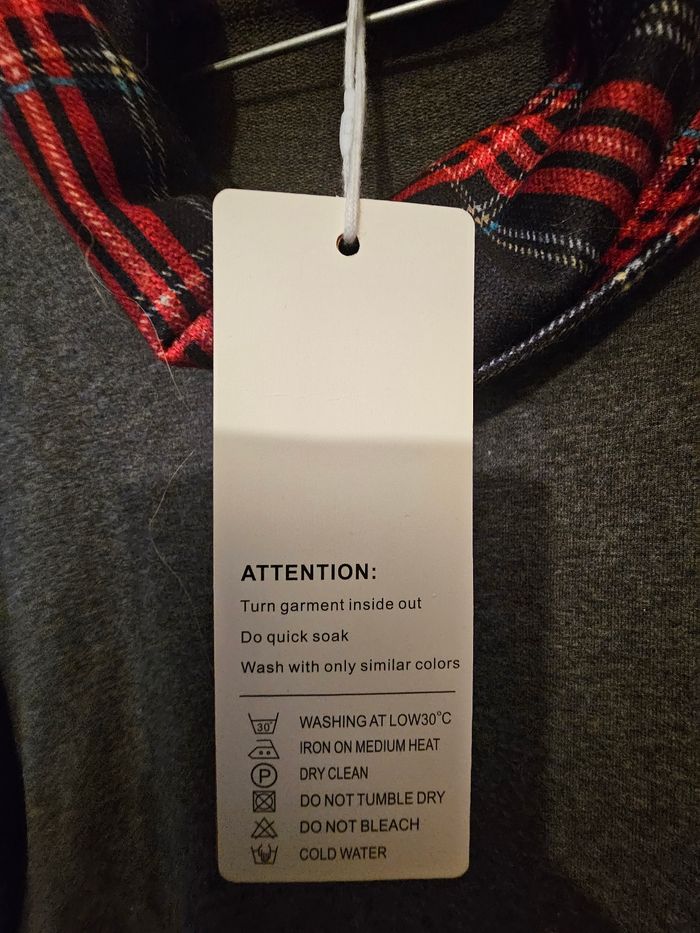 ATTENTION:
Turn garment inside out
Do quick soak
Wash with only similar colors
30° WASHING AT LOW30°C
IRON ON MEDIUM HEAT
P DRY CLEAN
DO NOT TUMBLE DRY
DO NOT BLEACH
COLD WATER